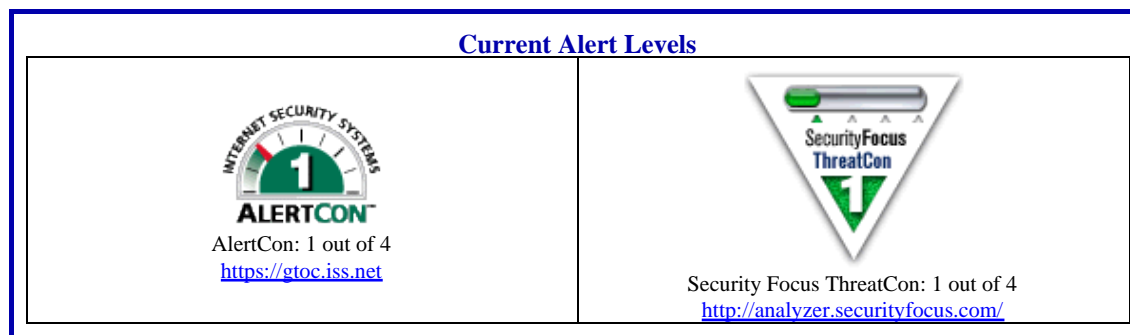 Current Alert Levels
INTERNET SECURITY SYSTEMS
1
ALERTCON™
AlertCon: 1 out of 4
https://gtoc.iss.net
SecurityFocus
ThreatCon
1
Security Focus ThreatCon: 1 out of 4
http://analyzer.securityfocus.com/